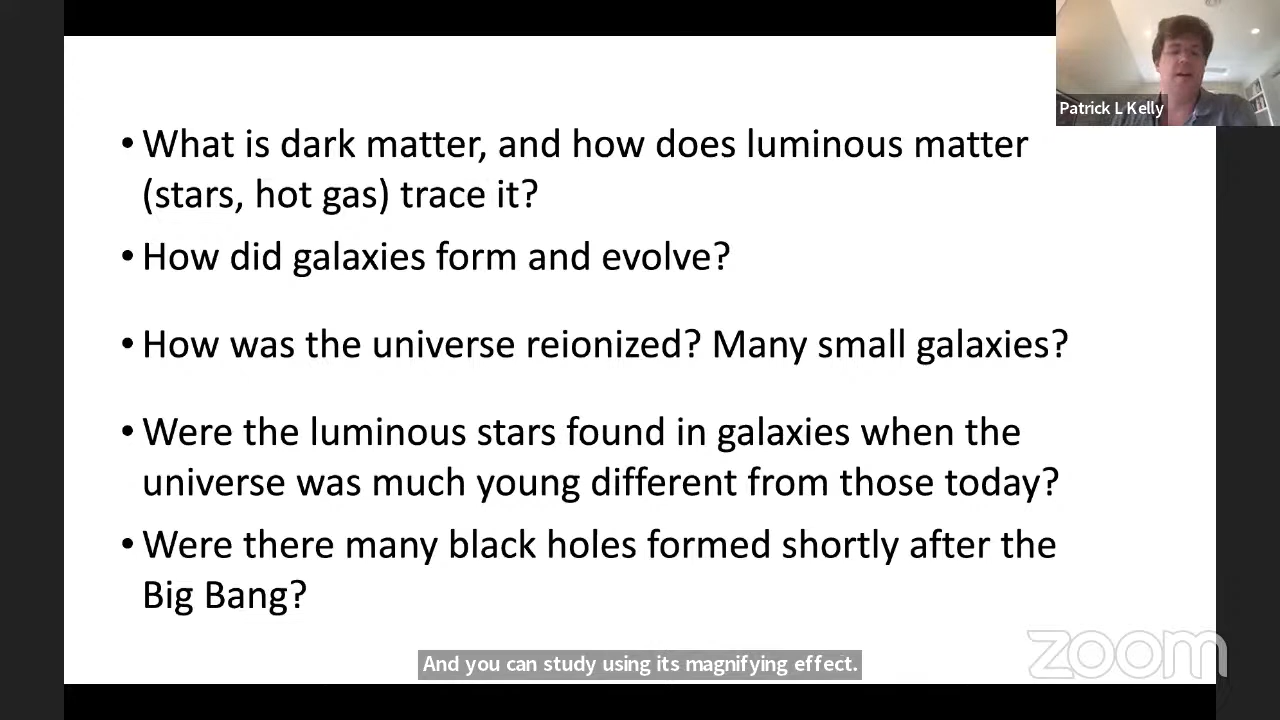 Patrick L Kelly
• What is dark matter, and how does luminous matter
(stars, hot gas) trace it?
• How did galaxies form and evolve?
• How was the universe reionized? Many small galaxies?
• Were the luminous stars found in galaxies when the
universe was much young different from those today?
• Were there many black holes formed shortly after the
Big Bang?
And you can study using its magnifying effect.
zoom